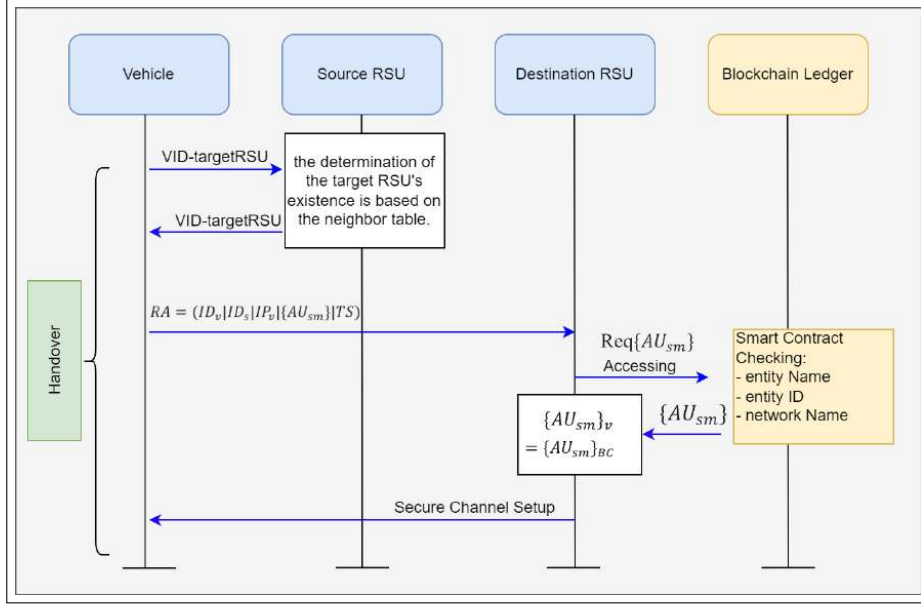 Vehicle
Source RSU
Destination RSU
Blockchain Ledger
VID-targetRSU
the determination of
the target RSU's
existence is based on
the neighbor table.
VID-targetRSU
Handover
RA = (ID_v|ID_s|IP_v|{AU_sm}|TS)
Req{AU_sm}
Accessing
Smart Contract
Checking:
- entity Name
- entity ID
- network Name
{AU_sm}
{AU_sm}_v
= {AU_sm}_BC
Secure Channel Setup